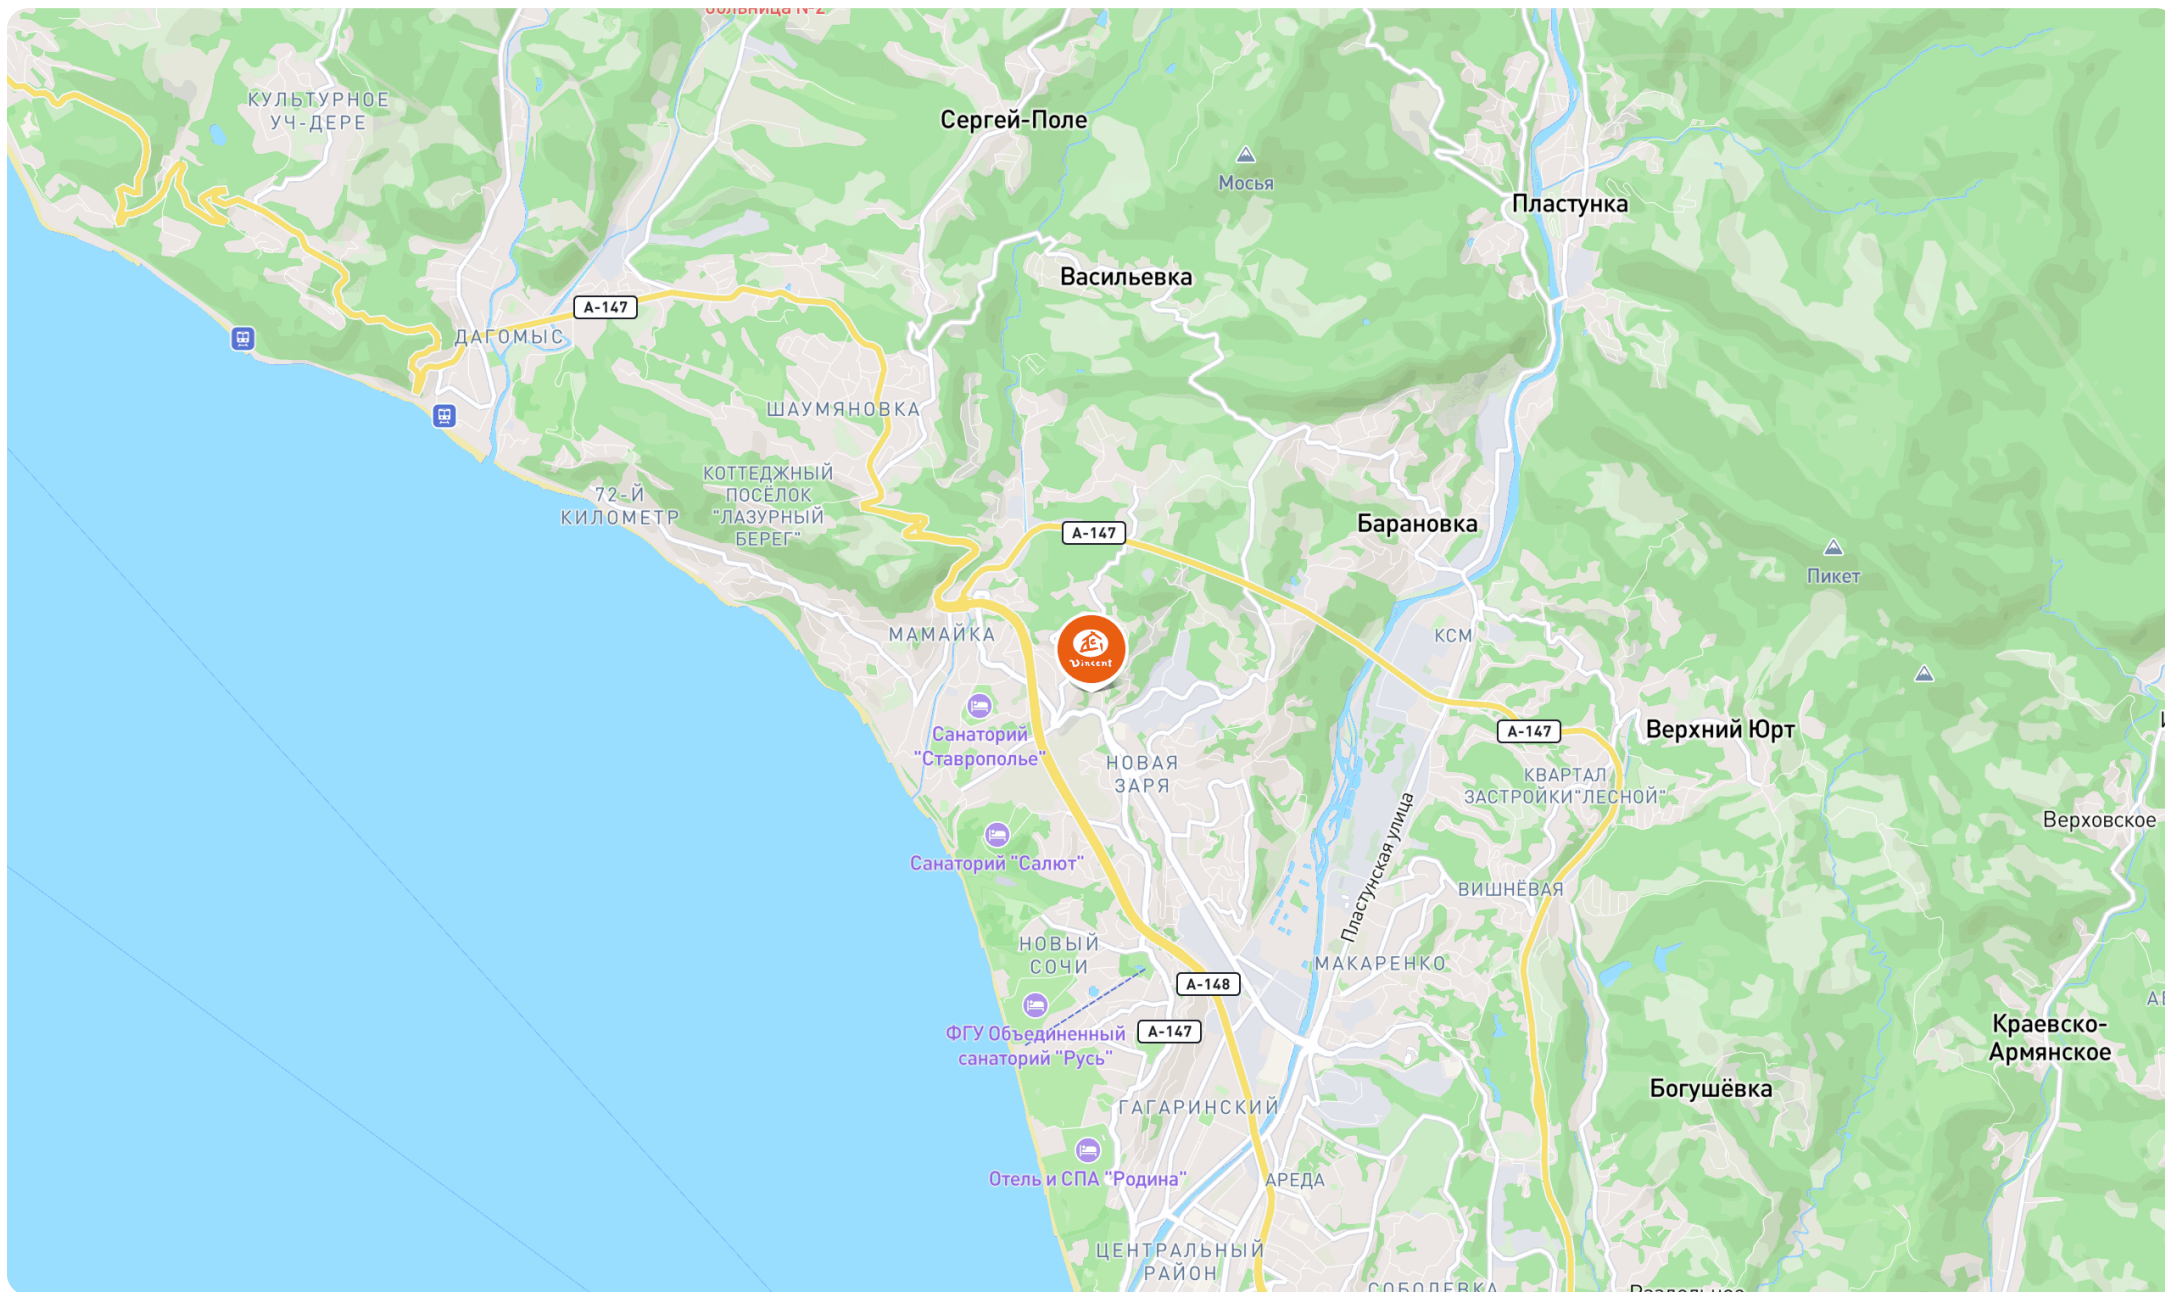 КУЛЬТУРНОЕ
УЧ-ДЕРЕ
Сергей-Поле
Мосья
Пластунка
Васильевка
А-147
ДАГОМЫС
ШАУМЯНОВКА
КОТТЕДЖНЫЙ
ПОСЁЛОК
"ЛАЗУРНЫЙ
БЕРЕГ"
72-Й
КИЛОМЕТР
А-147
Барановка
Пикет
МАМАЙКА
Vincent
КСМ
Санаторий
"Ставрополье"
НОВАЯ
ЗАРЯ
А-147
Верхний Юрт
КВАРТАЛ
ЗАСТРОЙКИ"ЛЕСНОЙ"
Верховское
Пластунская улица
Санаторий "Салют"
ВИШНЁВАЯ
НОВЫЙ
СОЧИ
МАКАРЕНКО
А-148
А-147
ФГУ Объединенный
санаторий "Русь"
Краевско-
Армянское
Богушёвка
ГАГАРИНСКИЙ
Отель и СПА "Родина"
АРЕДА
ЦЕНТРАЛЬНЫЙ
РАЙОН
СОБОЛЕВКА